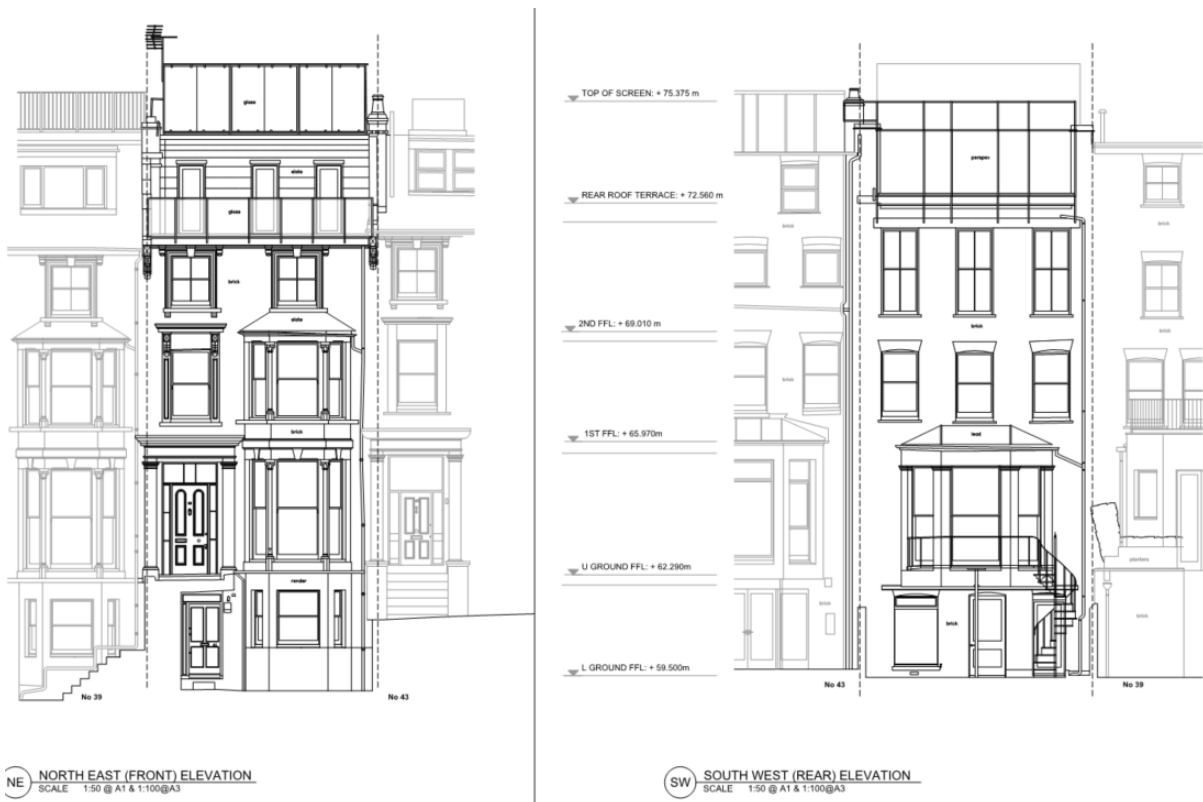 glass
slate
glass
brick
slate
brick
render
No 39
No 43
NE
NORTH EAST (FRONT) ELEVATION
SCALE 1:50 @ A1 & 1:100@A3
TOP OF SCREEN: + 75.375 m
REAR ROOF TERRACE: + 72.560 m
2ND FFL: + 69.010 m
1ST FFL: + 65.970m
U GROUND FFL: + 62.290m
L GROUND FFL: + 59.500m
perspex
brick
brick
brick
brick
brick
lead
planters
brick
brick
brick
No 43
No 39
SW
SOUTH WEST (REAR) ELEVATION
SCALE 1:50 @ A1 & 1:100@A3